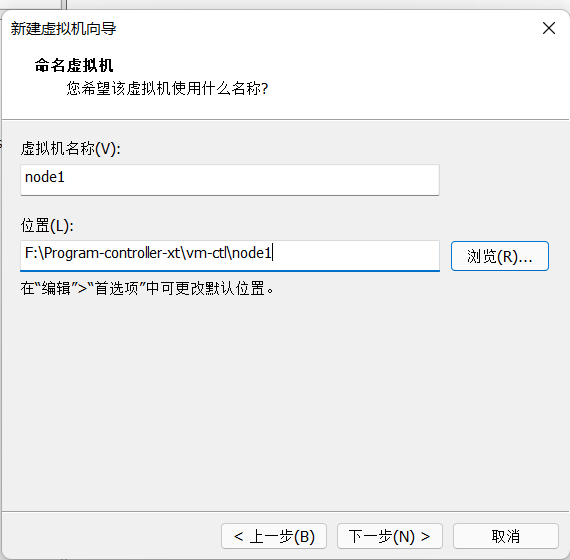 新建虚拟机向导
命名虚拟机
您希望该虚拟机使用什么名称?
虚拟机名称(V):
node1
位置(L):
F:\Program-controller-xt\vm-ctl\node1
浏览(R)...
在“编辑”>“首选项”中可更改默认位置。
< 上一步(B)
下一步(N) >
取消